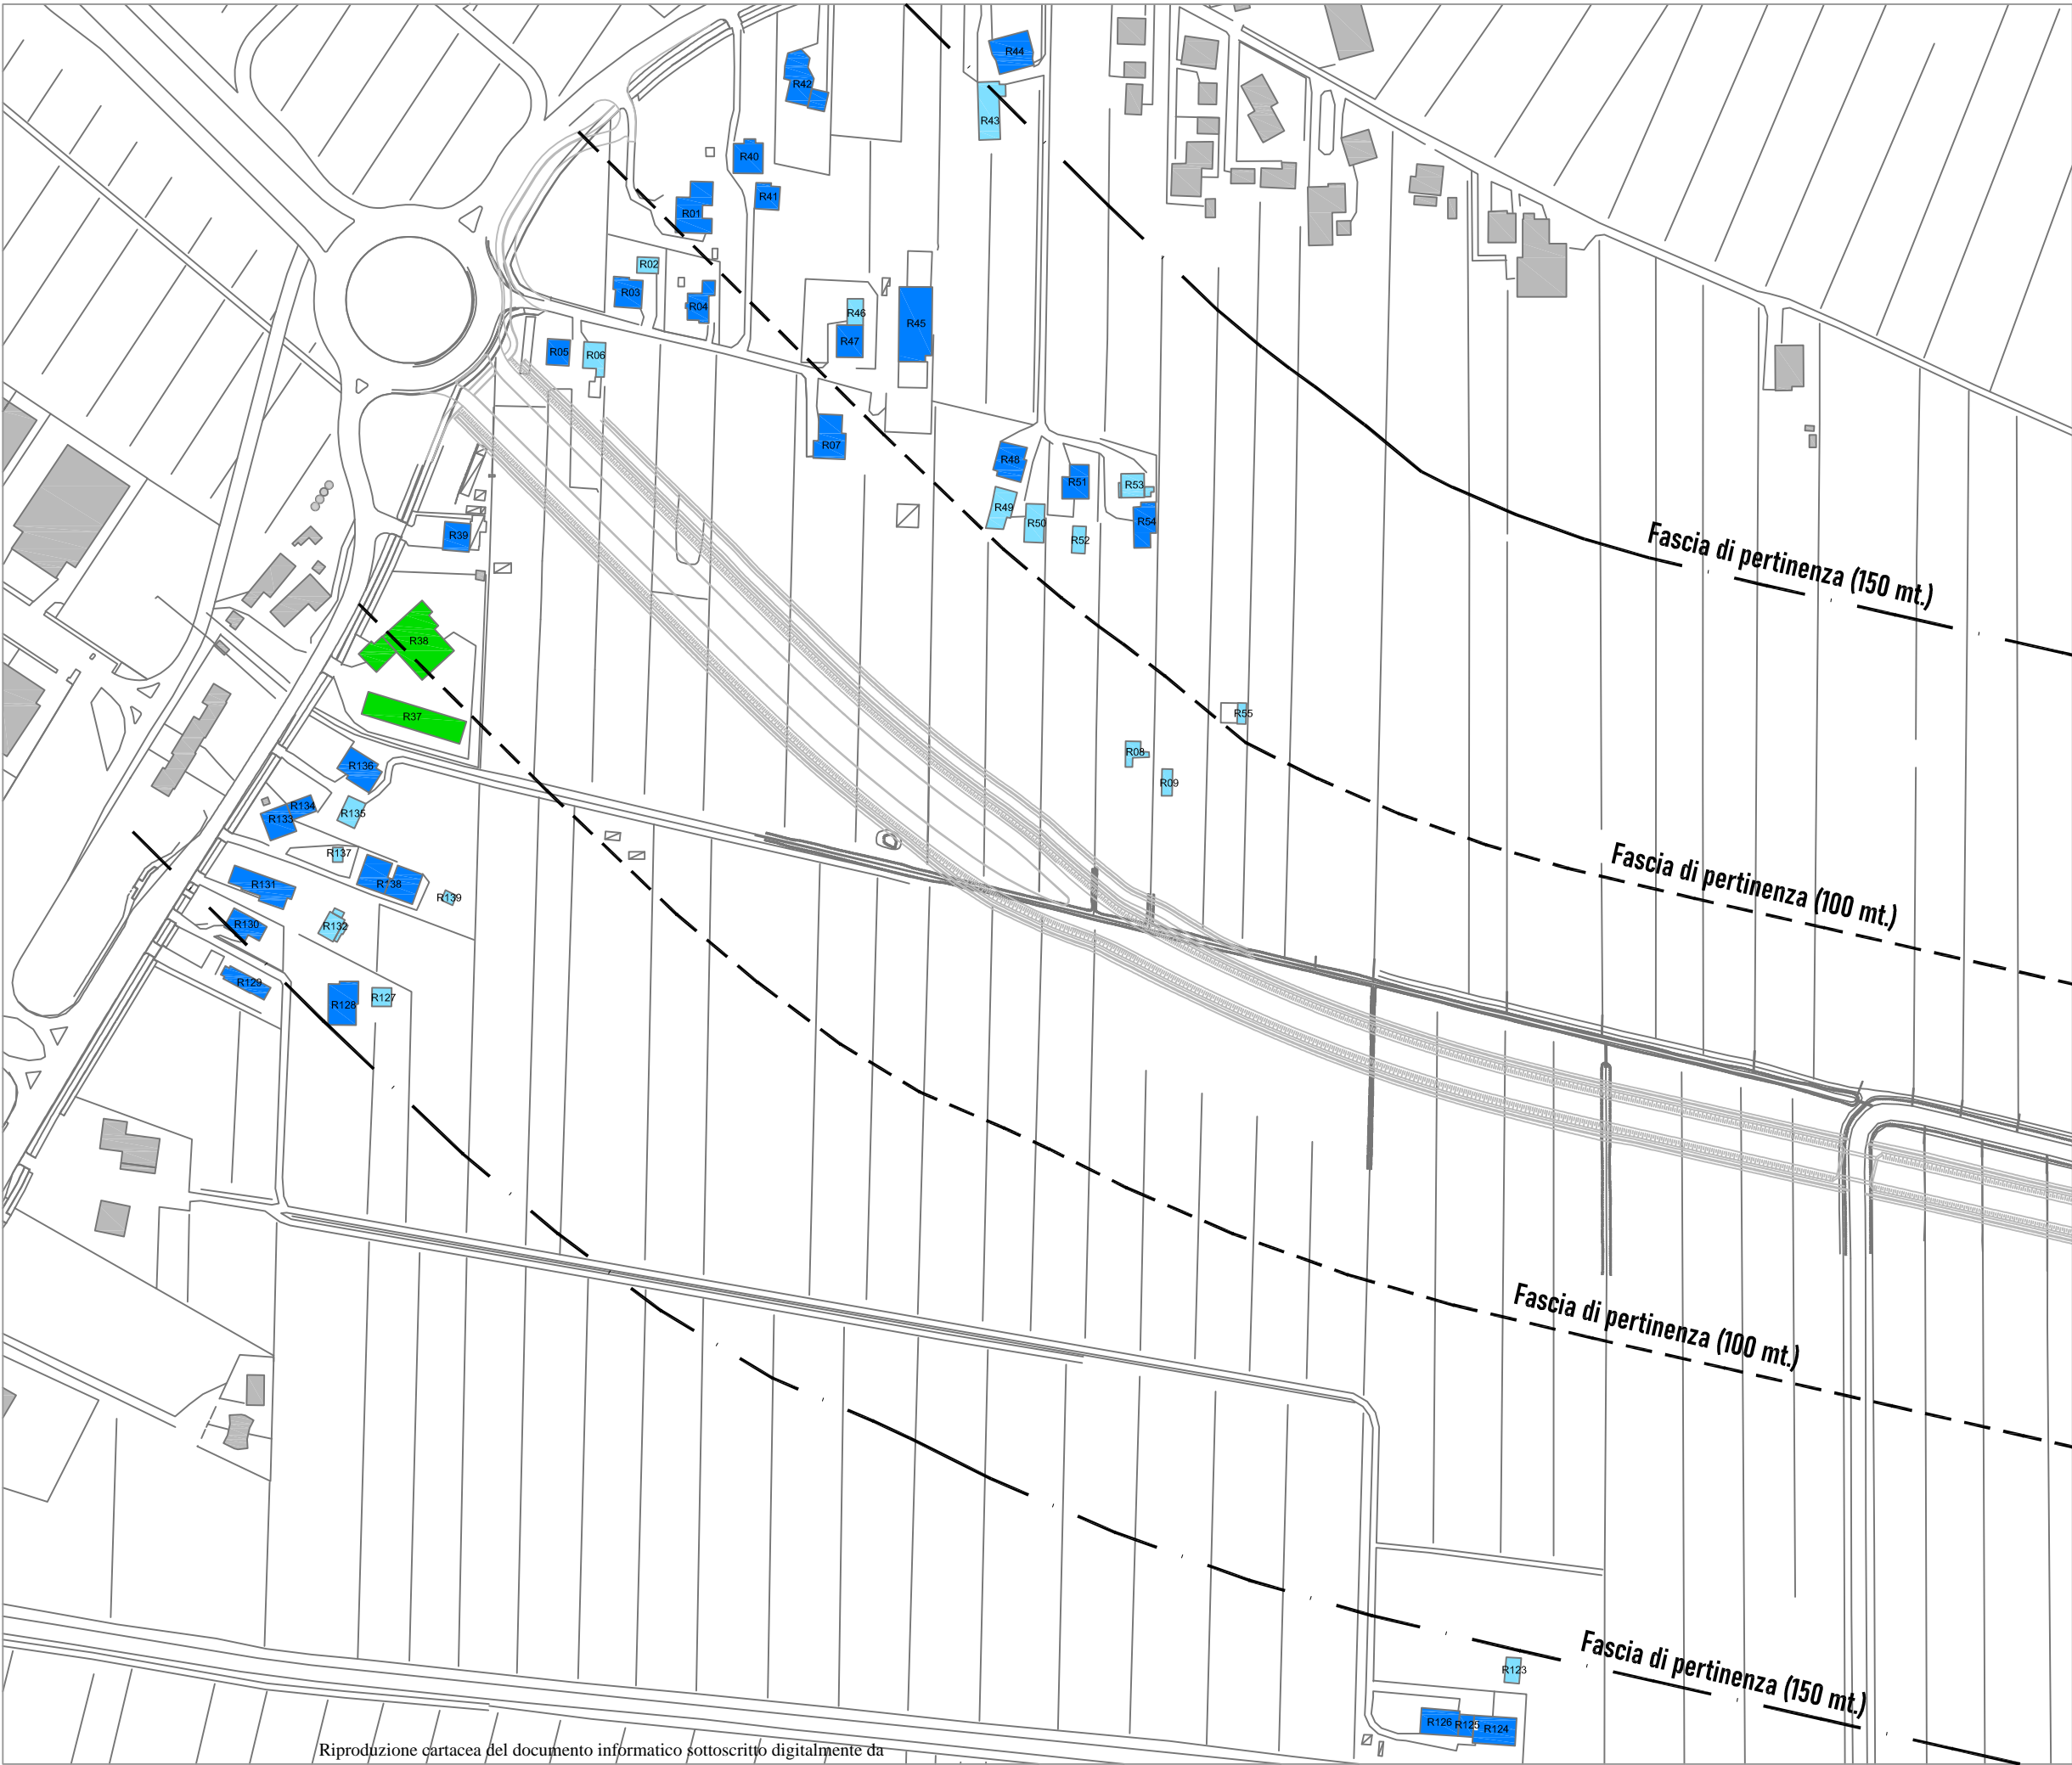 R44
R42
R43
R40
R41
R01
R02
R03
R04
R46
R45
R47
R05
R06
R07
R48
R51
R53
R49
R50
R54
R52
R39
Fascia di pertinenza (150 mt.)
R38
R37
R55
R08
R09
R136
R134
R135
R133
R137
R131
R138
R139
R130
R132
R129
R128
R127
Fascia di pertinenza (100 mt.)
Fascia di pertinenza (100 mt.)
Fascia di pertinenza (150 mt.)
R123
R126
R125
R124
Riproduzione cartacea del documento informatico sottoscritto digitalmente da